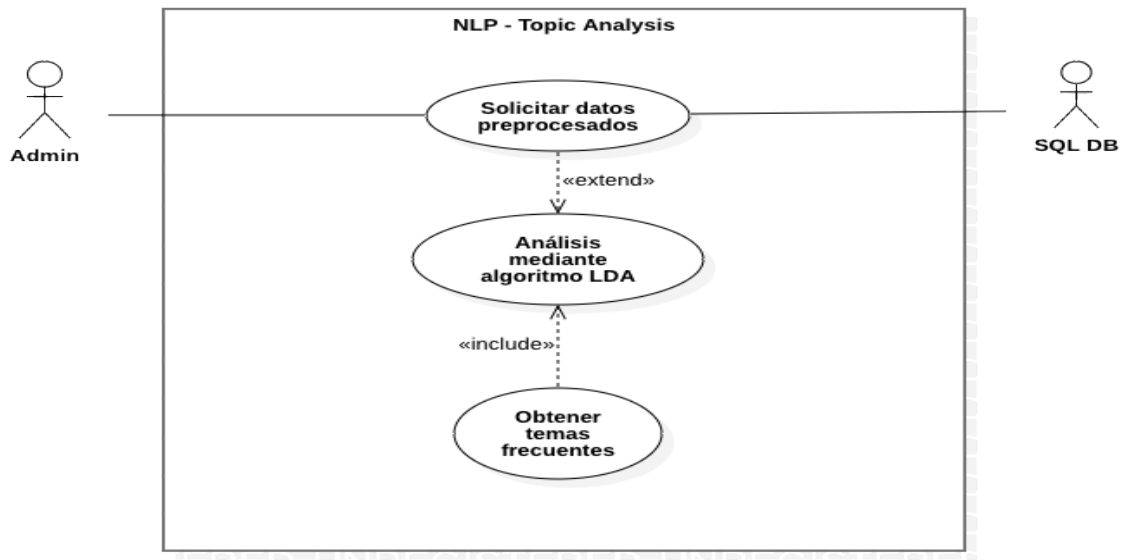 NLP - Topic Analysis
Solicitar datos
preprocesados
Admin
SQL DB
«extend»
Análisis
mediante
algoritmo LDA
«include»
Obtener
temas
frecuentes